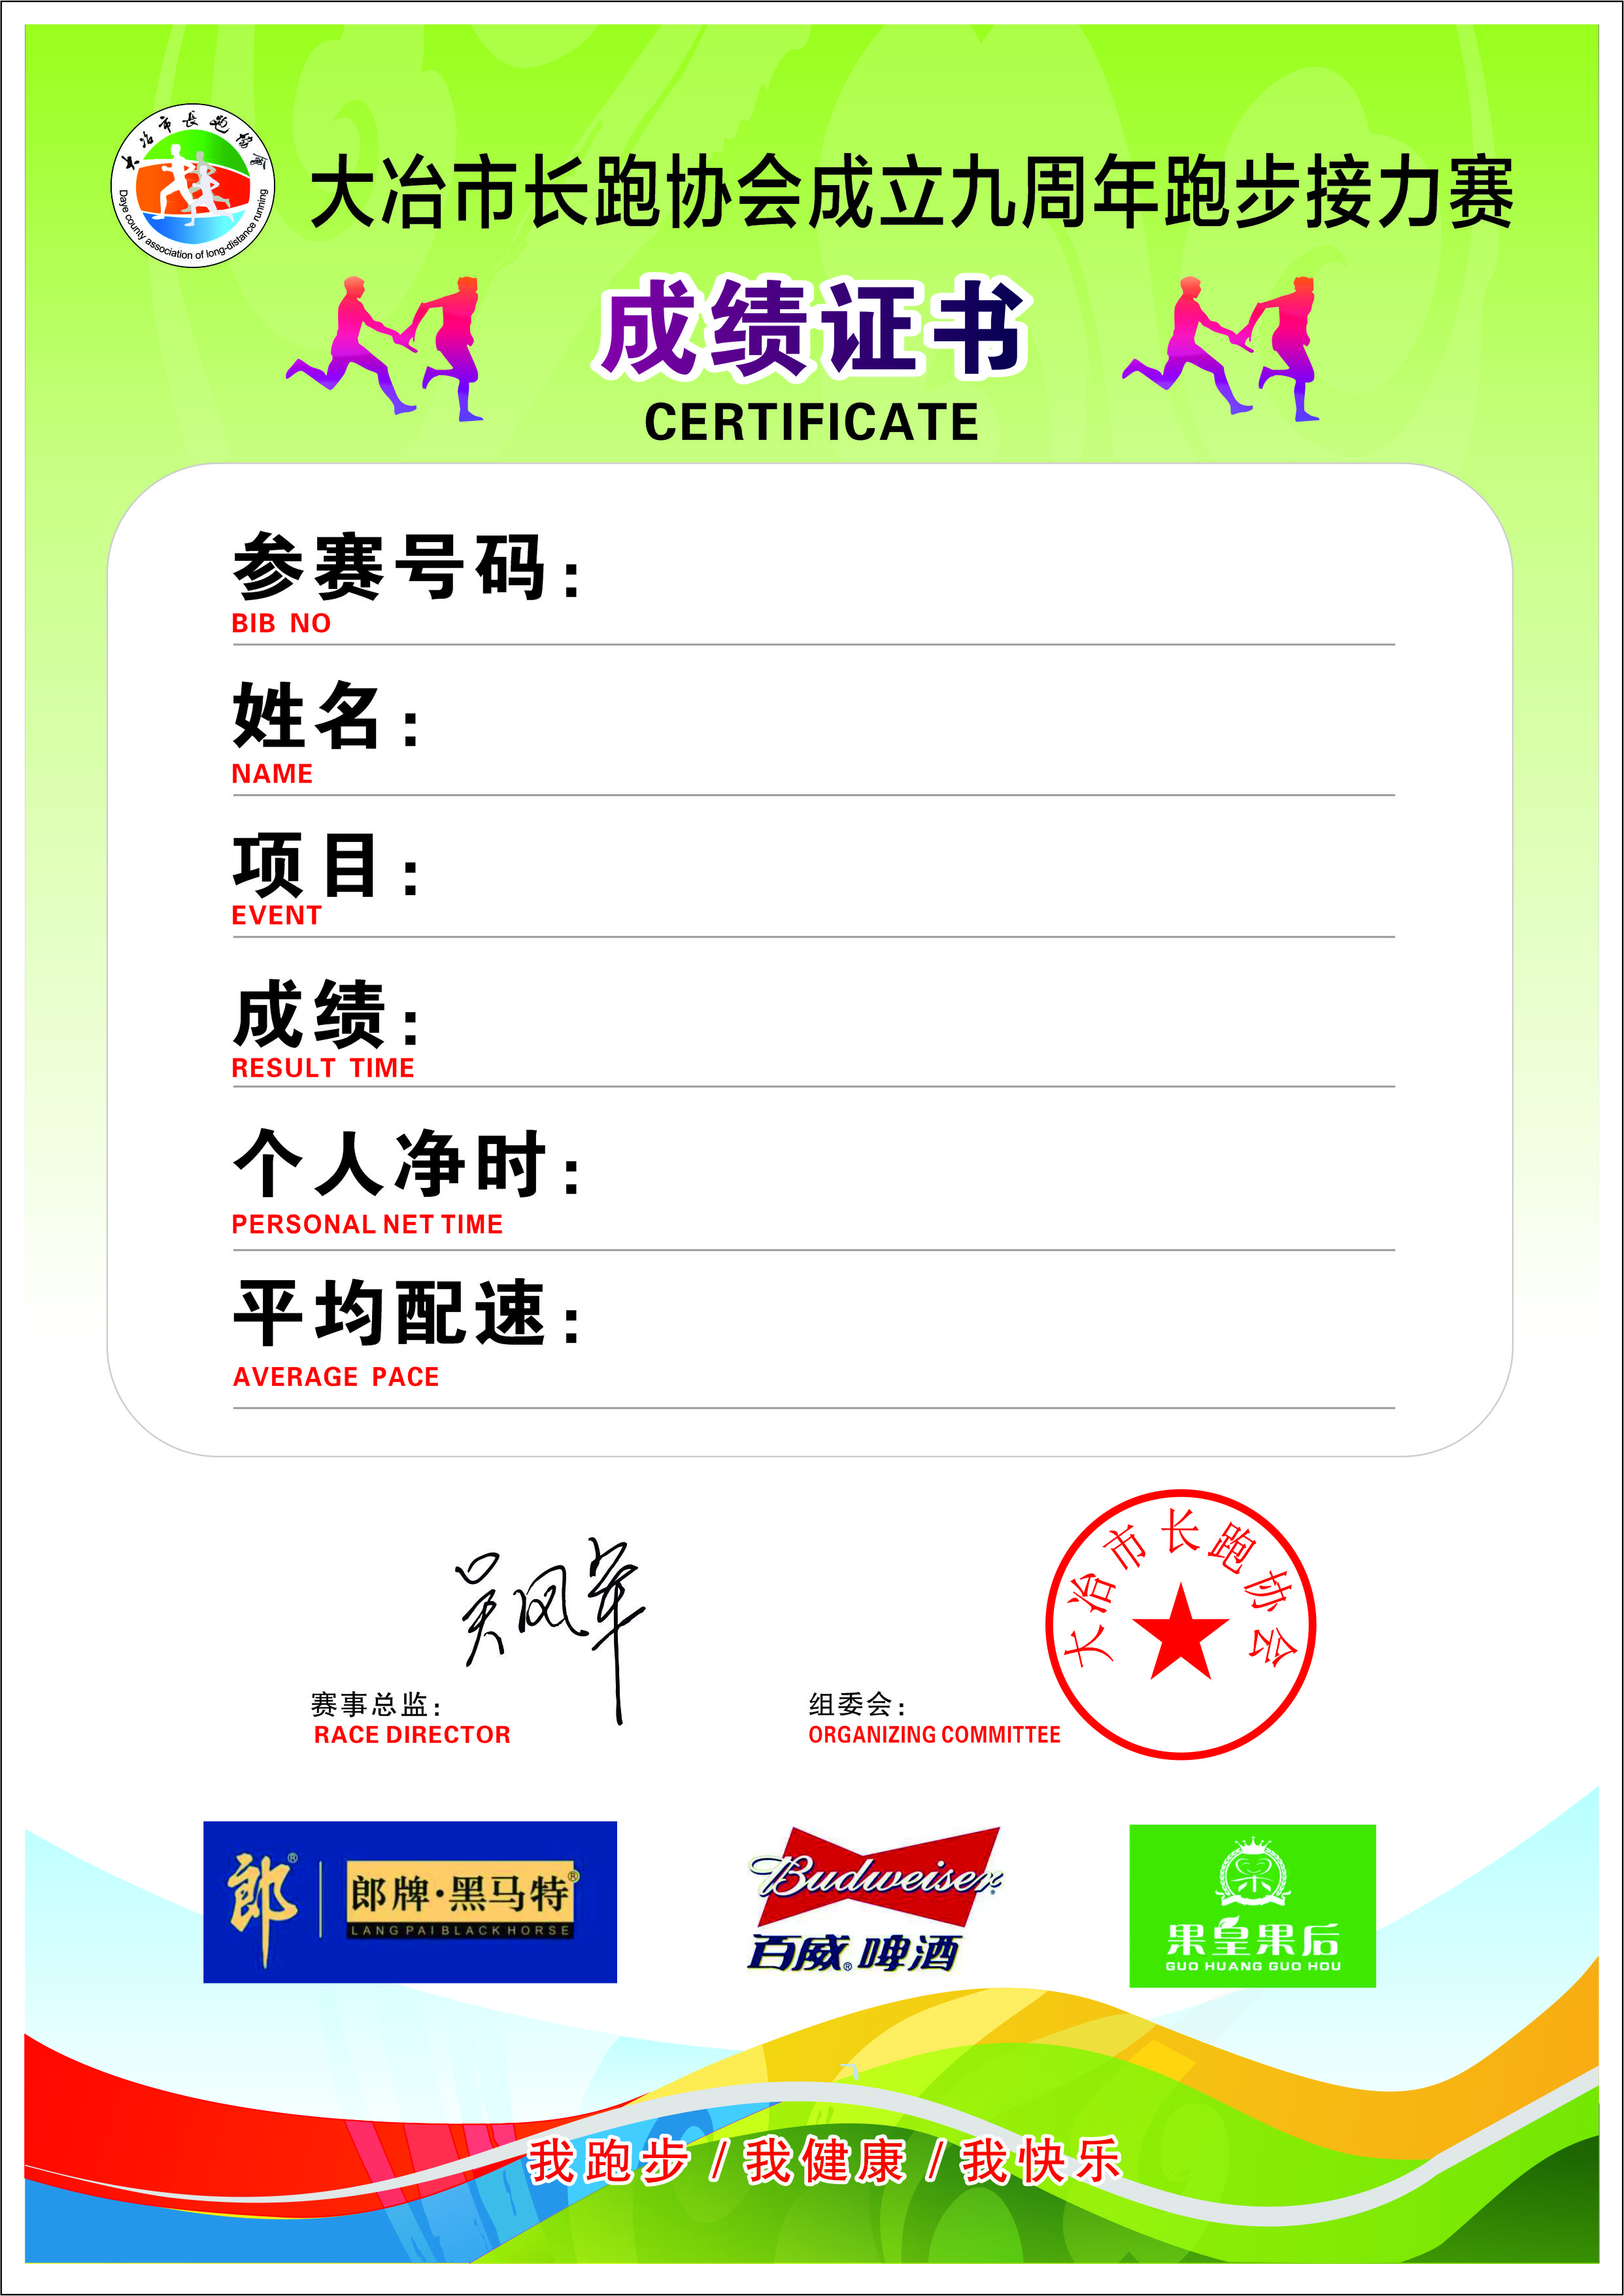 大冶市长跑协会
Daye county association of long-distance running
大冶市长跑协会成立九周年跑步接力赛
成绩证书
CERTIFICATE
参赛号码:
BIB NO
姓名:
NAME
项目:
EVENT
成绩:
RESULT TIME
个人净时:
PERSONAL NET TIME
平均配速:
AVERAGE PACE
吴凤军
赛事总监:
RACE DIRECTOR
大冶市长跑协会
组委会:
ORGANIZING COMMITTEE
郎®
郎牌·黑马特®
LANG PAI BLACK HORSE
Budweiser®
百威®啤酒
果皇果后
GUO HUANG GUO HOU
我跑步/我健康/我快乐